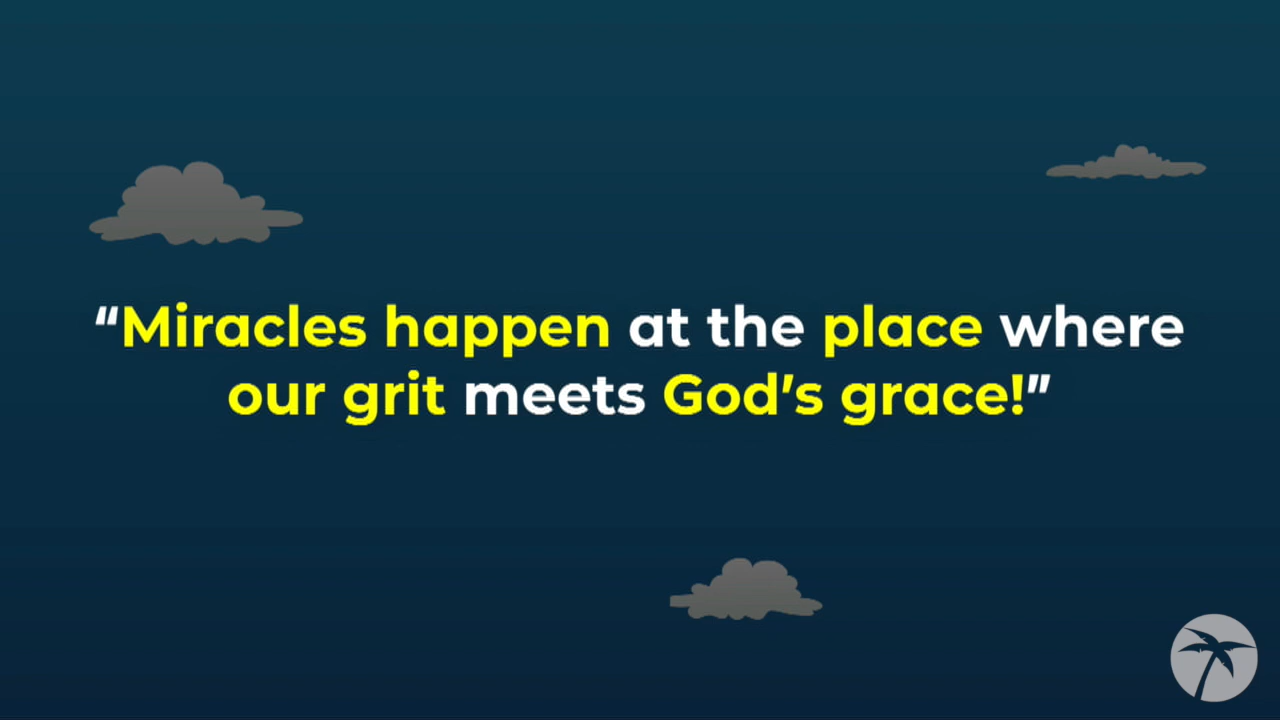 “Miracles happen at the place where
our grit meets God’s grace!”